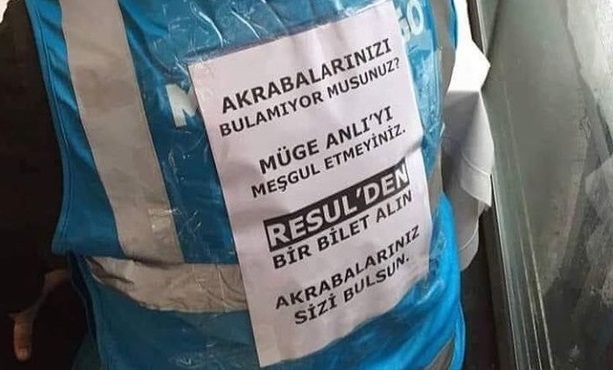 AKRABALARINIZI
BULAMIYOR MUSUNUZ?
MÜGE ANLI'YI
MEŞGUL ETMEYİNİZ.
RESUL'DEN
BİR BİLET ALIN
AKRABALARINIZ
SİZİ BULSUN.